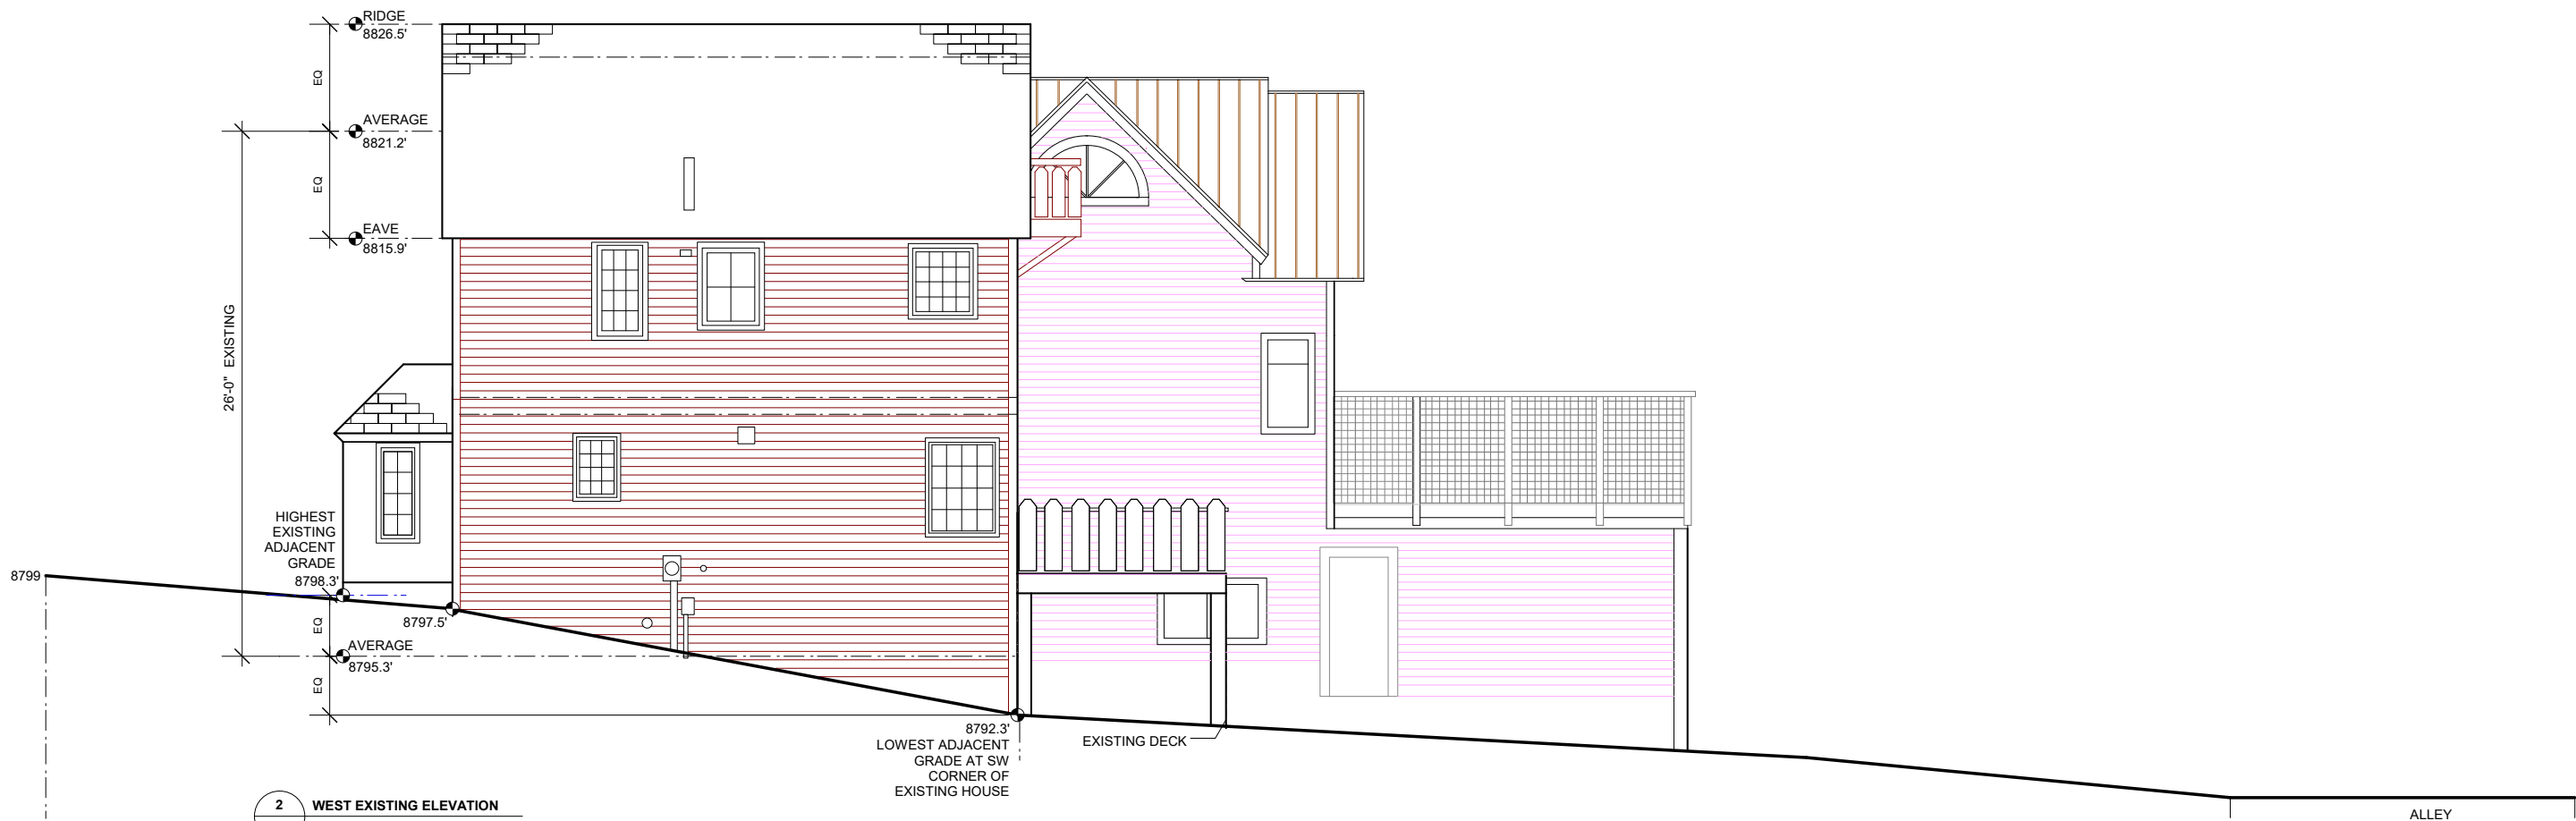 RIDGE
8826.5'
EQ
AVERAGE
8821.2'
EQ
EAVE
8815.9'
26'-0" EXISTING
HIGHEST
EXISTING
ADJACENT
GRADE
8798.3'
8799
8797.5'
EQ
AVERAGE
8795.3'
EQ
8792.3'
LOWEST ADJACENT
GRADE AT SW
CORNER OF
EXISTING HOUSE
EXISTING DECK
2 WEST EXISTING ELEVATION
ALLEY